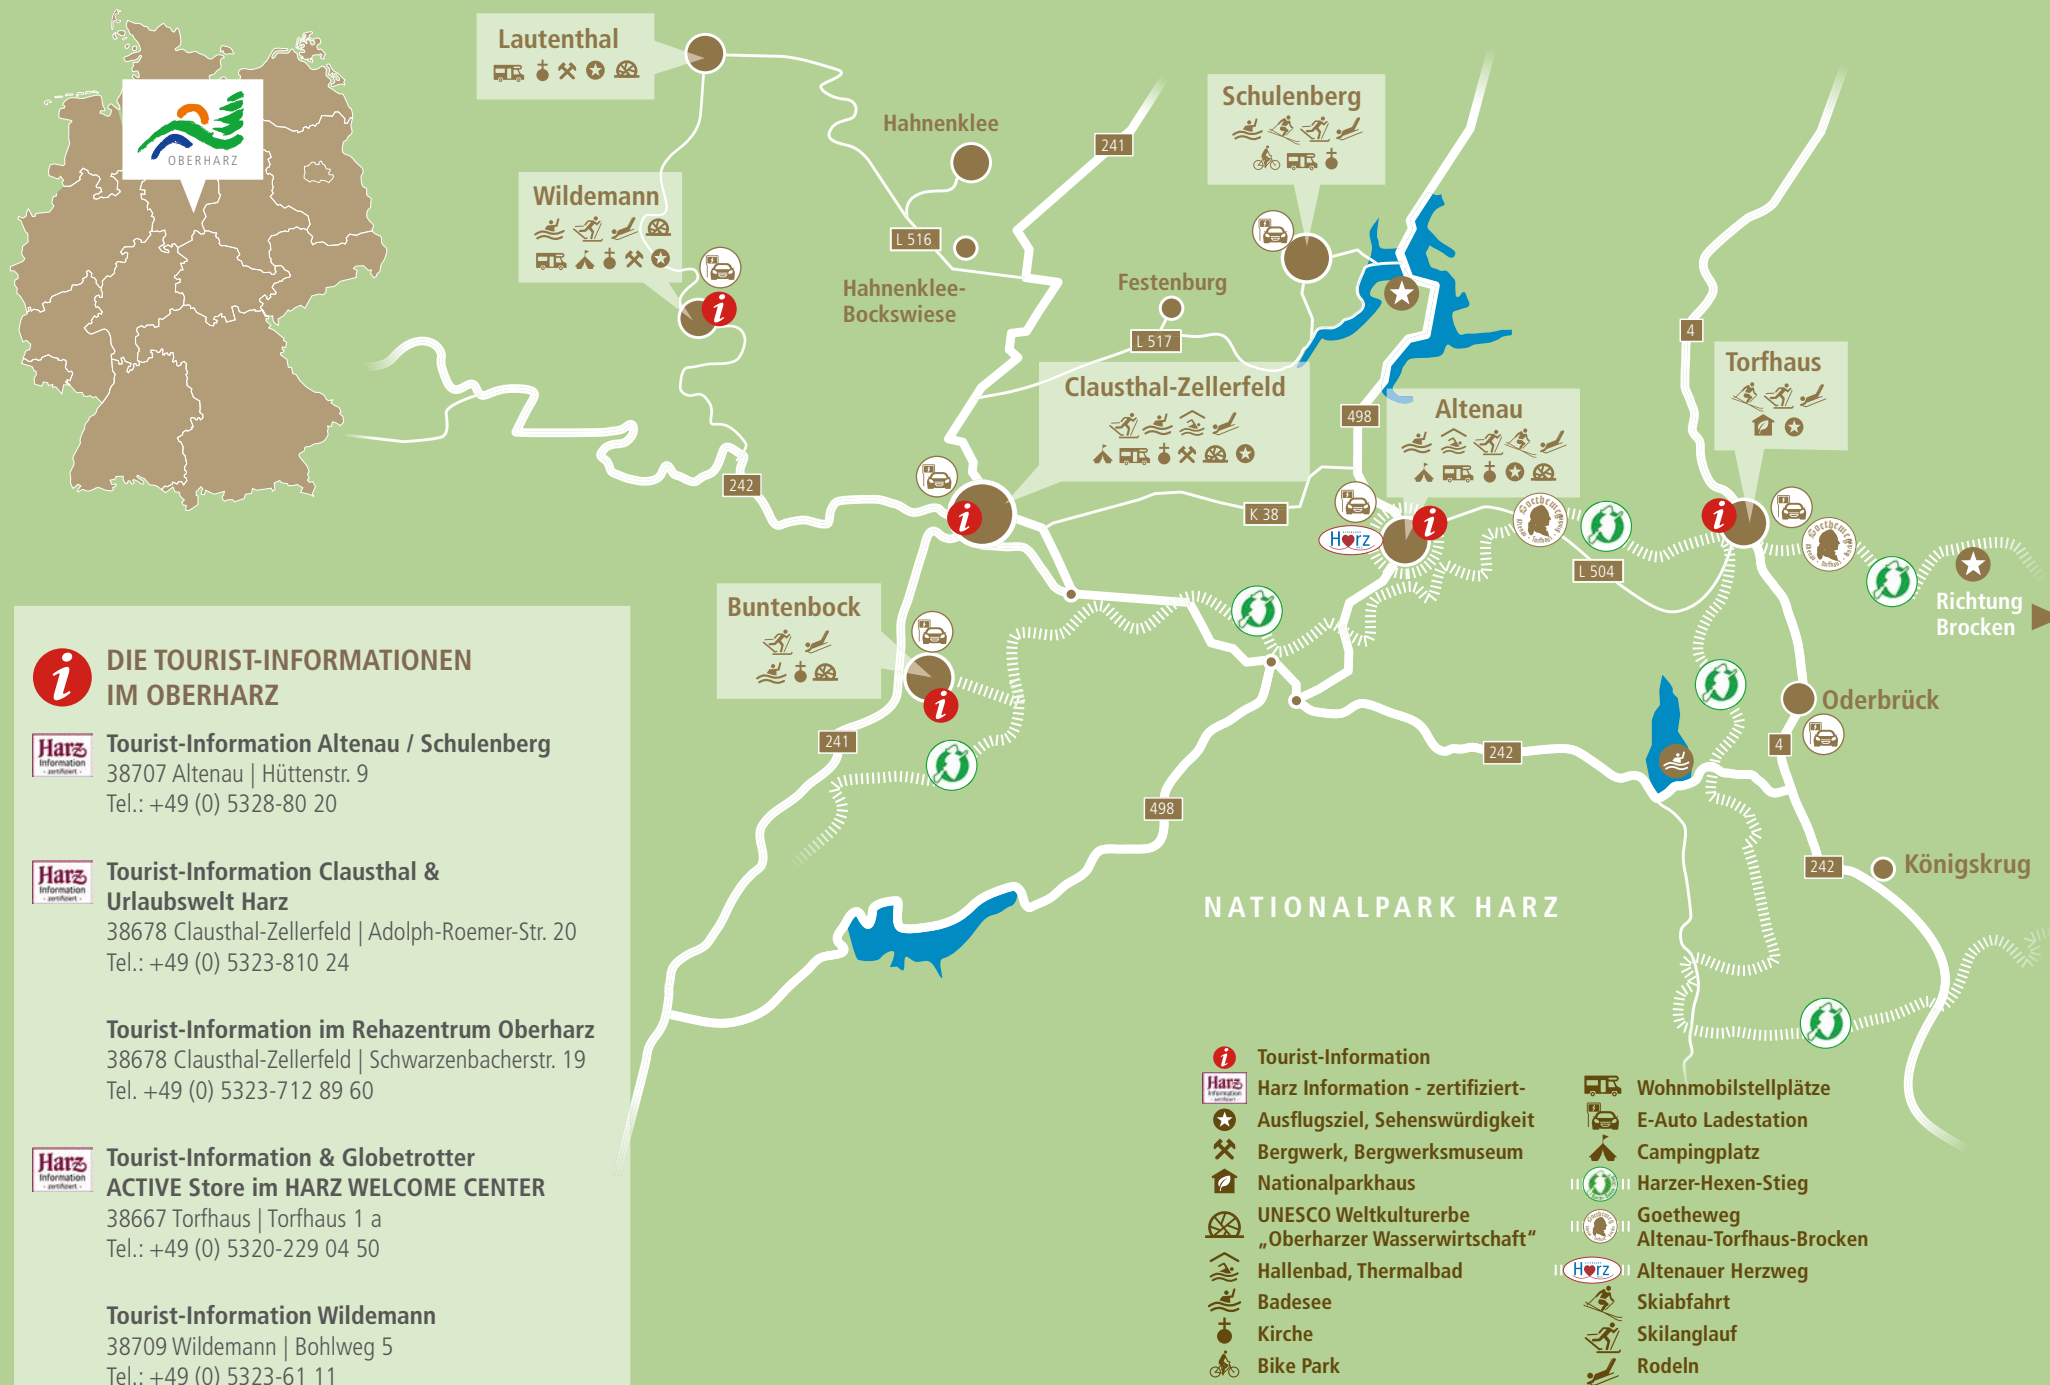 OBERHARZ
Lautenthal
Hahnenklee
241
Schulenberg
Wildemann
L 516
Hahnenklee-
Bockswiese
Festenburg
L 517
4
Torfhaus
Clausthal-Zellerfeld
498
Altenau
242
K 38
Harz
Goetheweg
L 504
Goetheweg
Richtung
Brocken
Buntenbock
241
Oderbrück
4
242
498
242
Königskrug
NATIONALPARK HARZ
DIE TOURIST-INFORMATIONEN
IM OBERHARZ
Harz
Information
- zertifiziert -
Tourist-Information Altenau / Schulenberg
38707 Altenau | Hüttenstr. 9
Tel.: +49 (0) 5328-80 20
Harz
Information
- zertifiziert -
Tourist-Information Clausthal &
Urlaubswelt Harz
38678 Clausthal-Zellerfeld | Adolph-Roemer-Str. 20
Tel.: +49 (0) 5323-810 24
Tourist-Information im Rehazentrum Oberharz
38678 Clausthal-Zellerfeld | Schwarzenbacherstr. 19
Tel. +49 (0) 5323-712 89 60
Harz
Information
- zertifiziert -
Tourist-Information & Globetrotter
ACTIVE Store im HARZ WELCOME CENTER
38667 Torfhaus | Torfhaus 1 a
Tel.: +49 (0) 5320-229 04 50
Tourist-Information Wildemann
38709 Wildemann | Bohlweg 5
Tel.: +49 (0) 5323-61 11
Tourist-Information
Harz
Information
Harz Information - zertifiziert-
Ausflugsziel, Sehenswürdigkeit
Bergwerk, Bergwerksmuseum
Nationalparkhaus
UNESCO Weltkulturerbe
„Oberharzer Wasserwirtschaft“
Hallenbad, Thermalbad
Badesee
Kirche
Bike Park
Wohnmobilstellplätze
E-Auto Ladestation
Campingplatz
Harzer-Hexen-Stieg
Goetheweg
Altenau-Torfhaus-Brocken
Harz
Altenauer Herzweg
Skiabfahrt
Skilanglauf
Rodeln